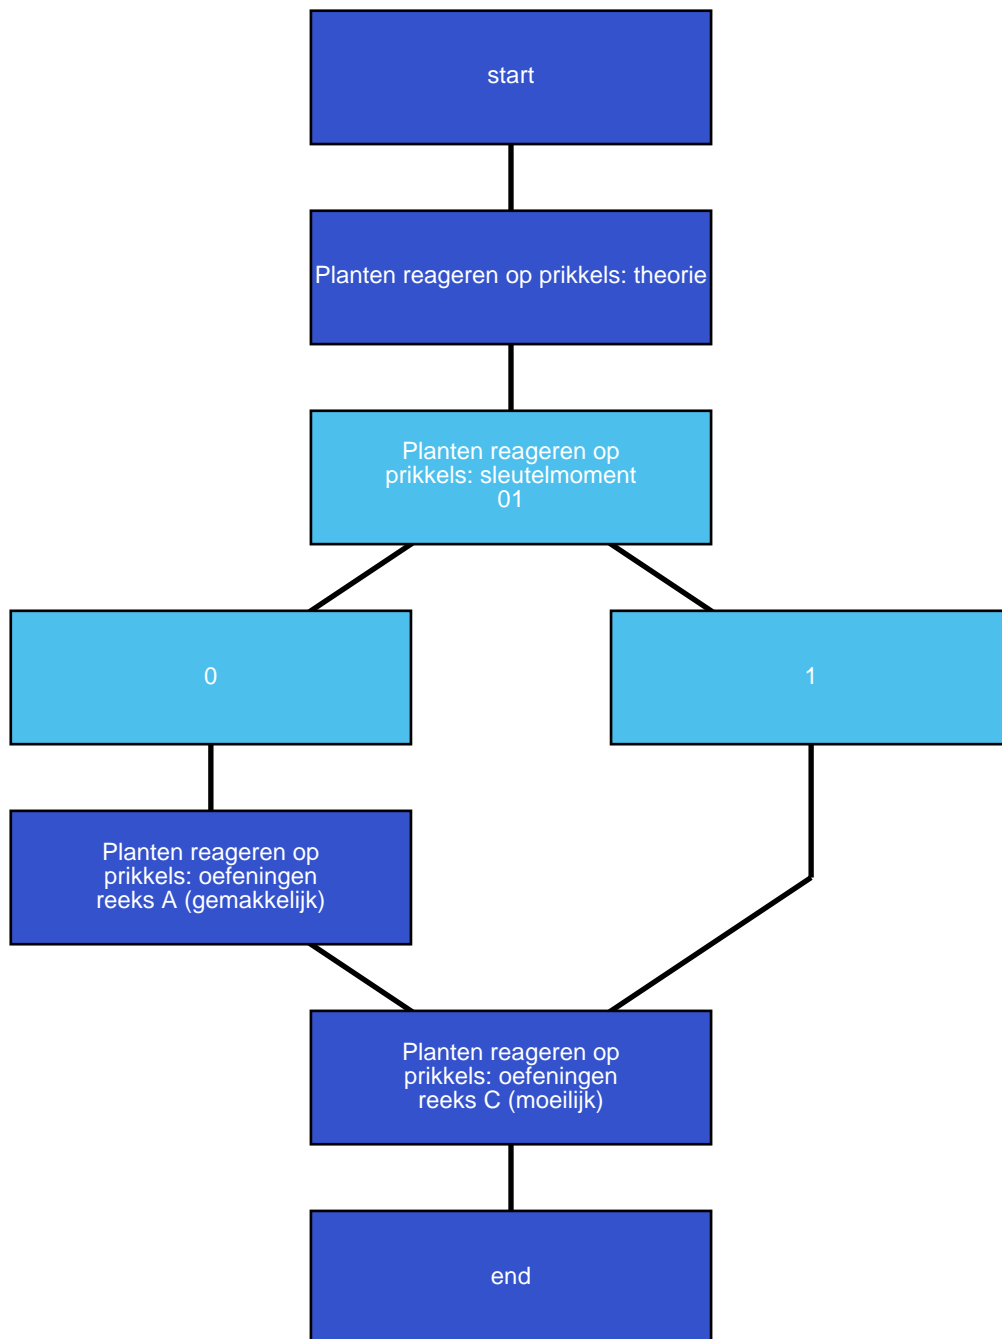 start
Planten reageren op prikkels: theorie
Planten reageren op
prikkels: sleutelmoment
01
0
1
Planten reageren op
prikkels: oefeningen
reeks A (gemakkelijk)
Planten reageren op
prikkels: oefeningen
reeks C (moeilijk)
end